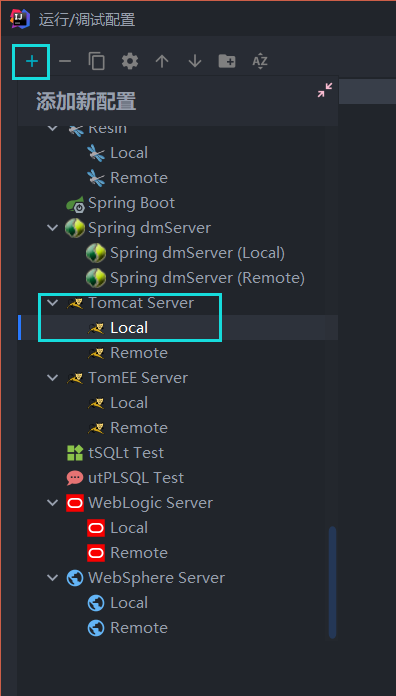 运行/调试配置
添加新配置
Resin
Local
Remote
Spring Boot
Spring dmServer
Spring dmServer (Local)
Spring dmServer (Remote)
Tomcat Server
Local
Remote
TomEE Server
Local
Remote
tSQLt Test
utPLSQL Test
WebLogic Server
Local
Remote
WebSphere Server
Local
Remote